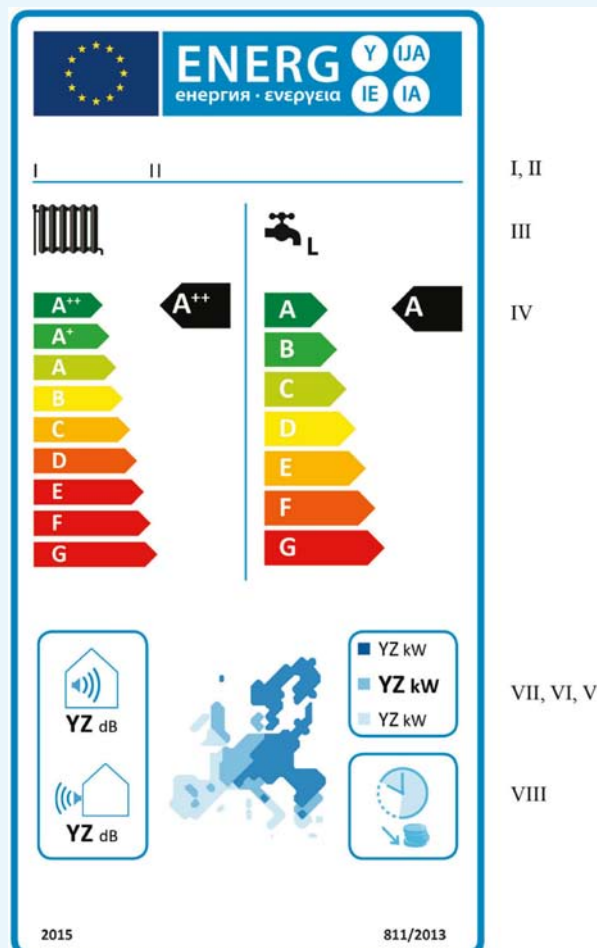 ENERG Y IJA
енергия · ενεργεια IE IA
I II
I, II
III
L
A++ A++
A+
A
B
C
D
E
F
G
A A
B
C
D
E
F
G
IV
YZ dB
YZ dB
YZ kW
YZ kW
YZ kW
VII, VI, V
VIII
2015 811/2013